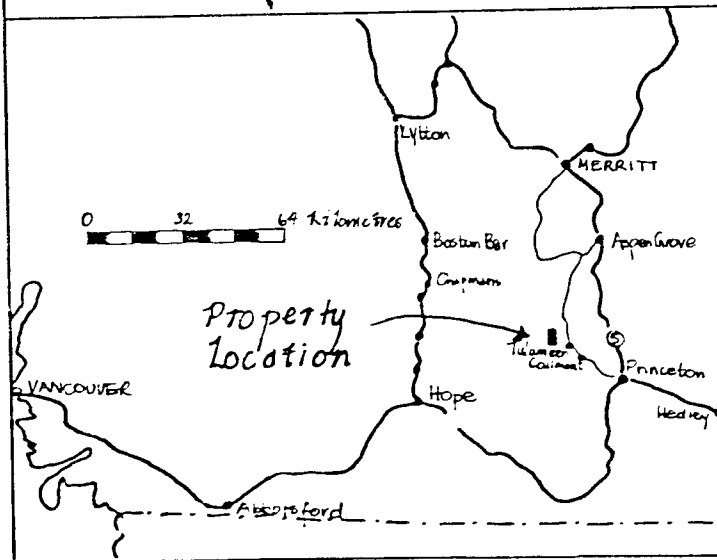 Lytton
MERRITT
0 32 64 Kilometres
Boston Bar
Aspen Grove
Chapmans
Property
Location
5
Tulameen
Coalmont
Princeton
VANCOUVER
Hope
Hedley
Abbotsford